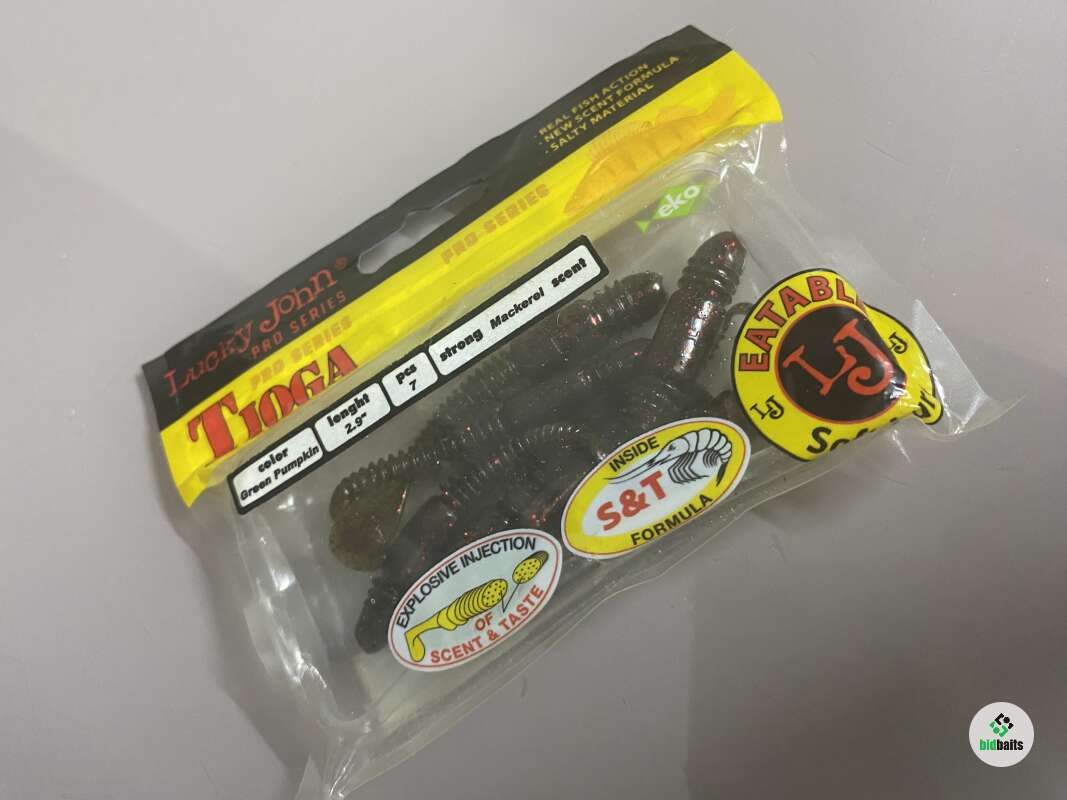 · REAL FISH ACTION
· NEW SCENT FORMULA
· SALTY MATERIAL
Lucky John®
PRO SERIES
PRO SERIES
PRO SERIES
TIOGA
eko
color
Green Pumpkin
lenght
2.9"
pcs
7
strong Mackerel scent
EATABLE
LJ
LJ
LJ
INSIDE
S&T
FORMULA
EXPLOSIVE INJECTION
OF
SCENT & TASTE
bidbaits